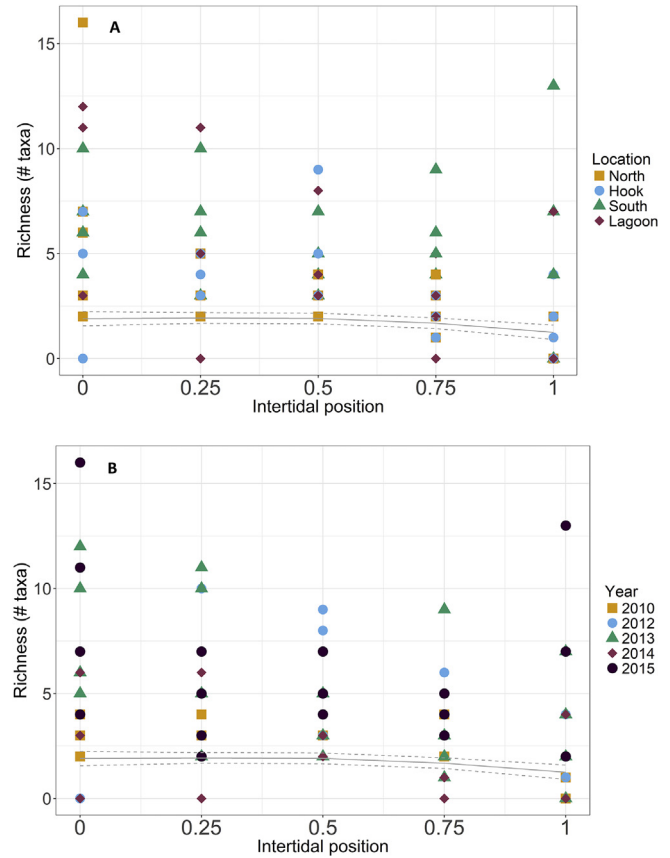 A
15
10
5
0
Richness (# taxa)
0 0.25 0.5 0.75 1
Intertidal position
Location
North
Hook
South
Lagoon
B
15
10
5
0
Richness (# taxa)
0 0.25 0.5 0.75 1
Intertidal position
Year
2010
2012
2013
2014
2015